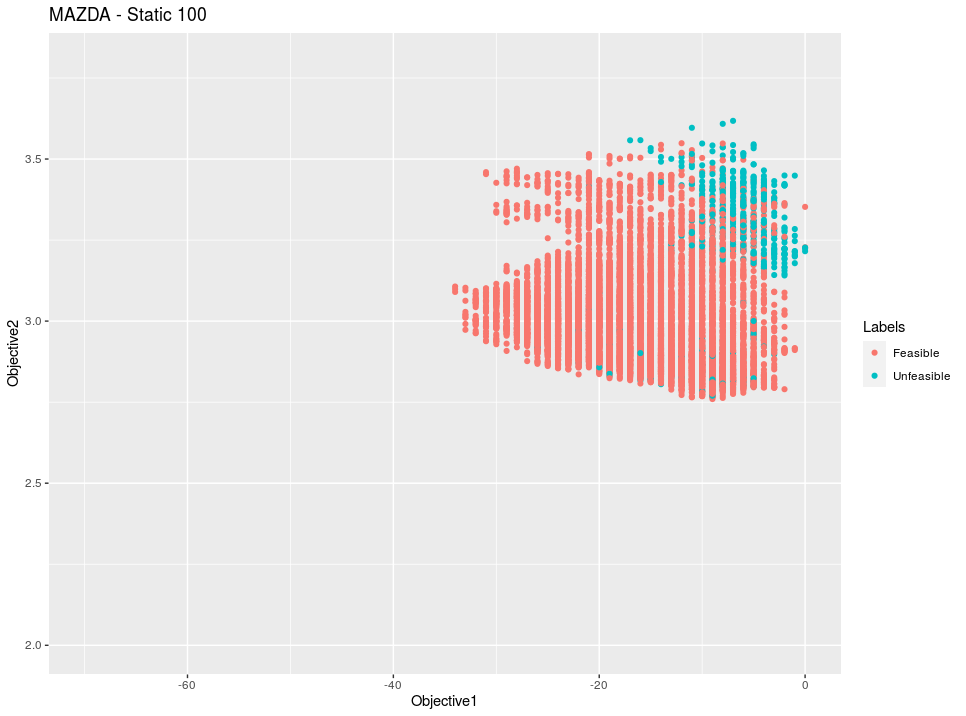 MAZDA - Static 100
Objective2
3.5
3.0
2.5
2.0
-60
-40
-20
0
Objective1
Labels
Feasible
Unfeasible